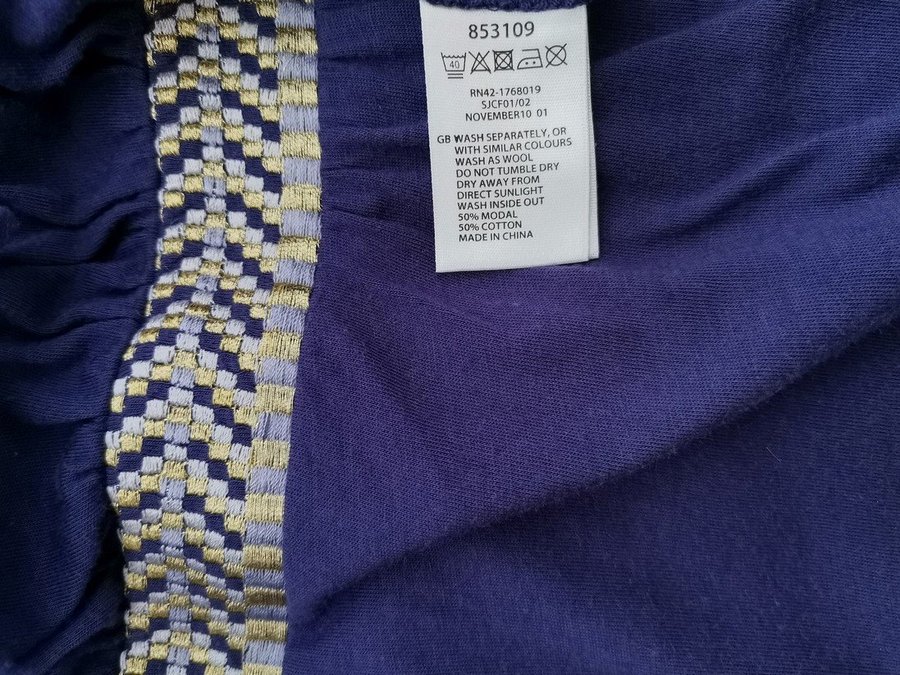 853109
40
RN42-1768019
SJCF01/02
NOVEMBER10 01
GB WASH SEPARATELY, OR
WITH SIMILAR COLOURS
WASH AS WOOL
DO NOT TUMBLE DRY
DRY AWAY FROM
DIRECT SUNLIGHT
WASH INSIDE OUT
50% MODAL
50% COTTON
MADE IN CHINA